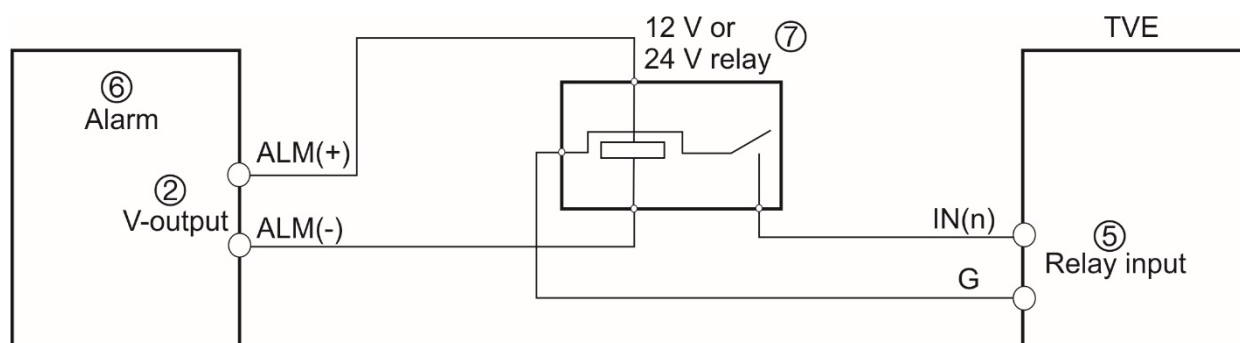 12 V or
24 V relay ⑦
TVE
⑥
Alarm
ALM(+)
②
V-output
ALM(-)
IN(n)
⑤
Relay input
G